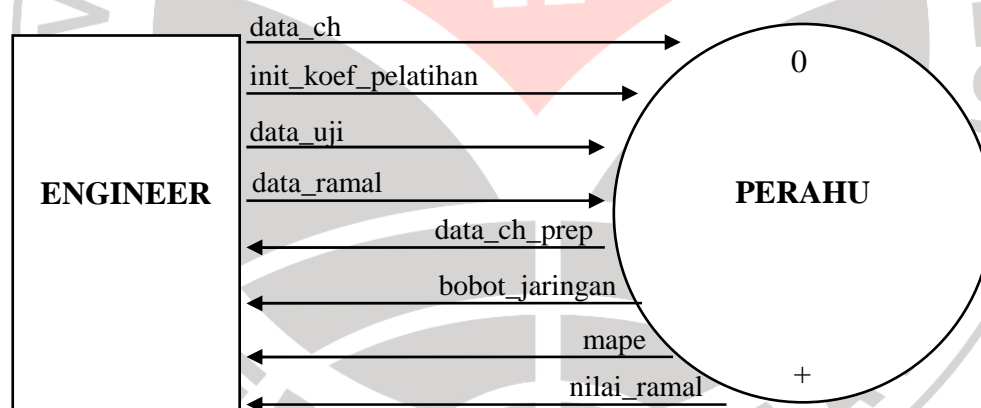 data_ch
0
init_koef_pelatihan
data_uji
data_ramal
ENGINEER
PERAHU
data_ch_prep
bobot_jaringan
mape
nilai_ramal
+